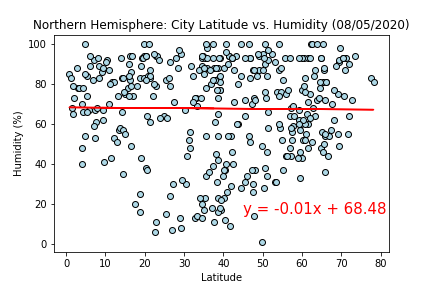 Northern Hemisphere: City Latitude vs. Humidity (08/05/2020)
100
80
60
40
20
0
Humidity (%)
y = -0.01x + 68.48
0 10 20 30 40 50 60 70 80
Latitude